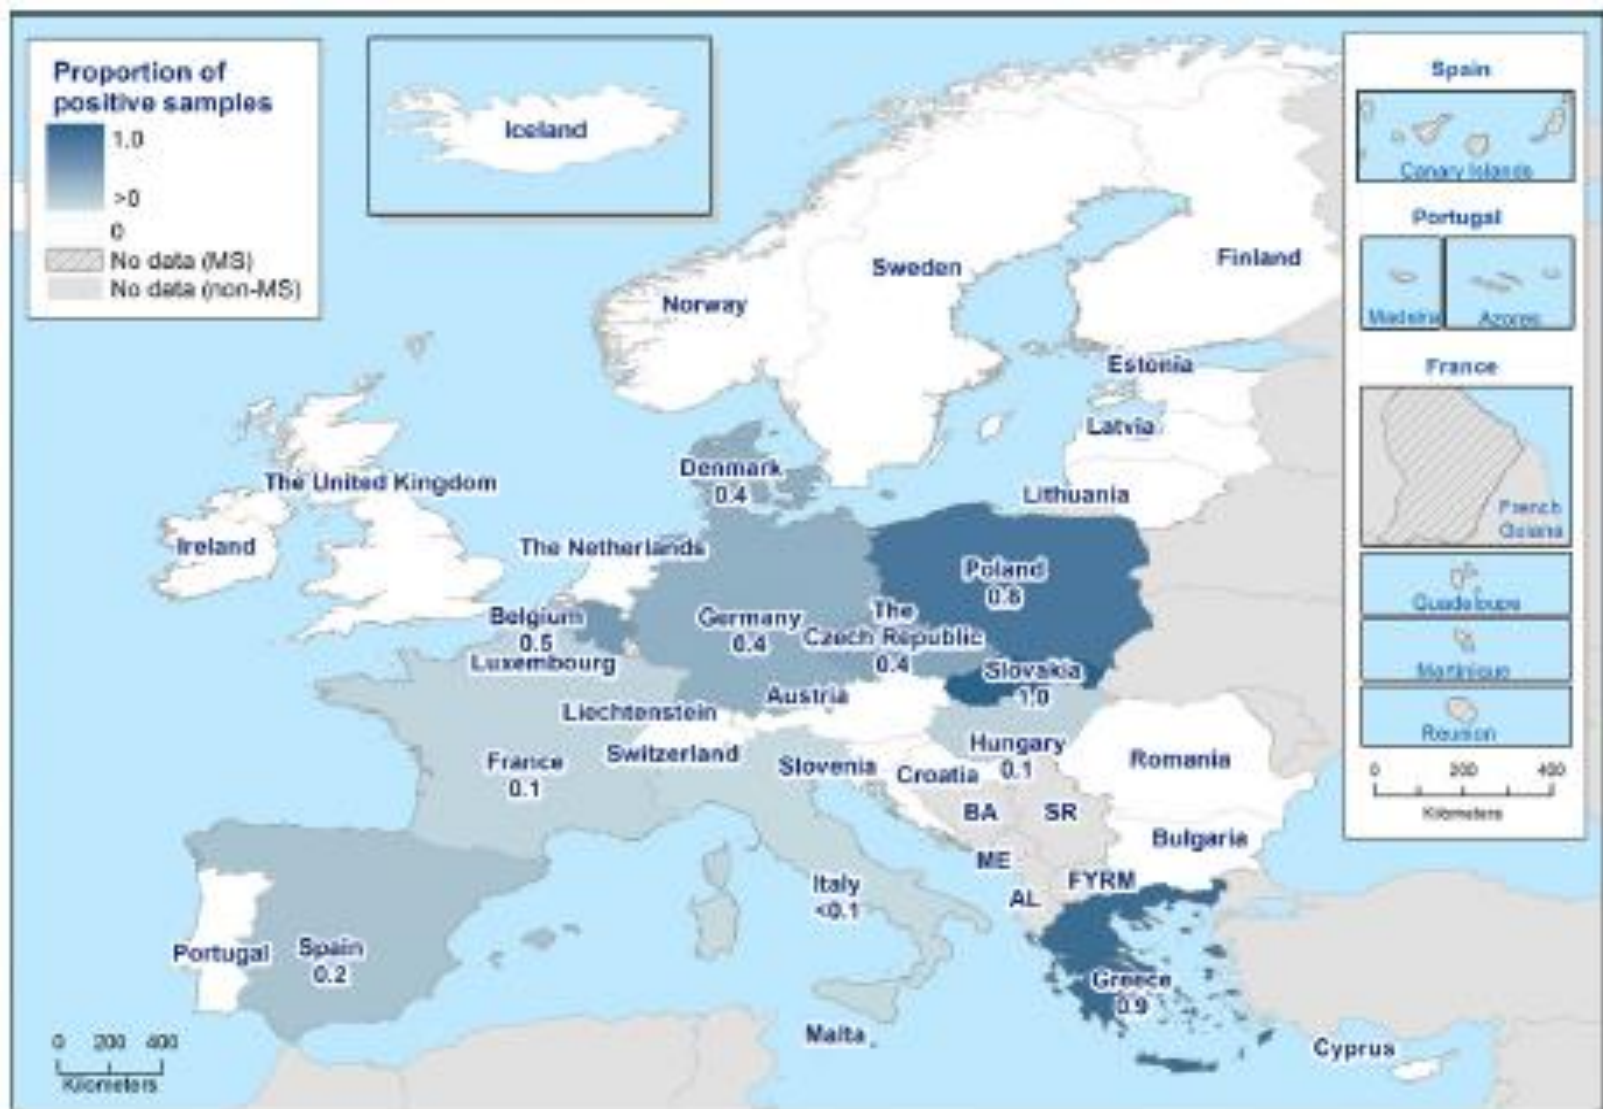 Proportion of
positive samples
1.0
>0
0
No data (MS)
No data (non-MS)
Iceland
Spain
Canary Islands
Portugal
Madeira
Azores
France
French
Guiana
Guadeloupe
Martinique
Reunion
0 200 400
Kilometers
Norway
Sweden
Finland
Estonia
Latvia
Lithuania
Denmark
0.4
The United Kingdom
Ireland
The Netherlands
Belgium
0.5
Luxembourg
Germany
0.4
Poland
0.8
The
Czech Republic
0.4
Slovakia
1.0
Austria
Liechtenstein
Switzerland
France
0.1
Slovenia
Croatia
Hungary
0.1
Romania
BA
SR
Bulgaria
ME
FYRM
AL
Italy
<0.1
Portugal
Spain
0.2
Greece
0.9
Malta
Cyprus
0 200 400
Kilometers